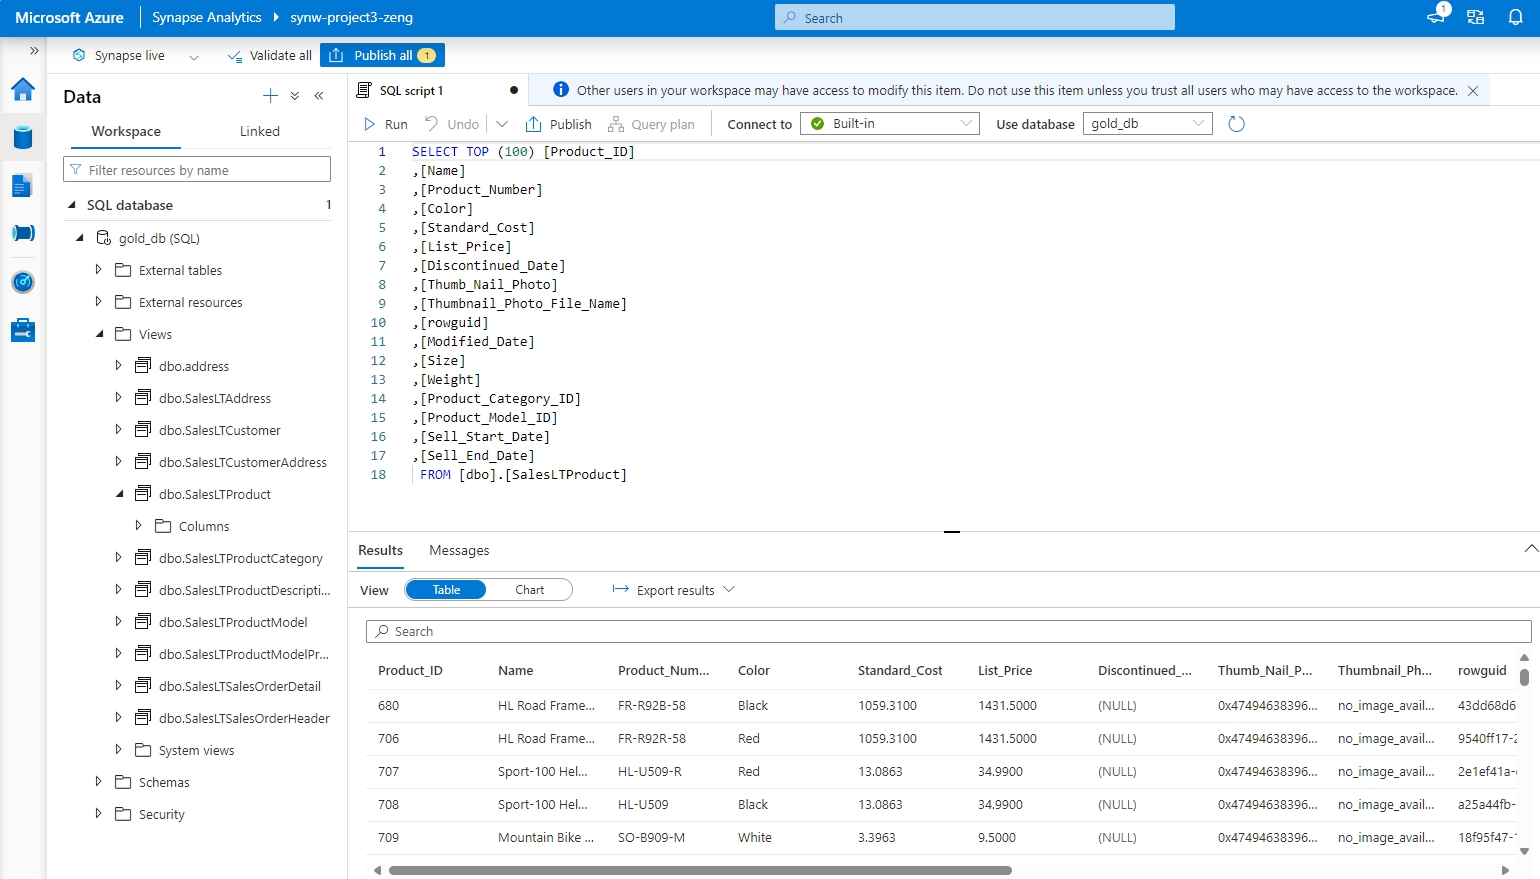 Microsoft Azure
Synapse Analytics
synw-project3-zeng
Search
1
Synapse live
Validate all
Publish all 1
Data
Workspace
Linked
Filter resources by name
SQL database 1
gold_db (SQL)
External tables
External resources
Views
dbo.address
dbo.SalesLTAddress
dbo.SalesLTCustomer
dbo.SalesLTCustomerAddress
dbo.SalesLTProduct
Columns
dbo.SalesLTProductCategory
dbo.SalesLTProductDescripti...
dbo.SalesLTProductModel
dbo.SalesLTProductModelPr...
dbo.SalesLTSalesOrderDetail
dbo.SalesLTSalesOrderHeader
System views
Schemas
Security
SQL script 1
Other users in your workspace may have access to modify this item. Do not use this item unless you trust all users who may have access to the workspace.
Run Undo Publish Query plan Connect to Built-in Use database gold_db
1 SELECT TOP (100) [Product_ID]
2 ,[Name]
3 ,[Product_Number]
4 ,[Color]
5 ,[Standard_Cost]
6 ,[List_Price]
7 ,[Discontinued_Date]
8 ,[Thumb_Nail_Photo]
9 ,[Thumbnail_Photo_File_Name]
10 ,[rowguid]
11 ,[Modified_Date]
12 ,[Size]
13 ,[Weight]
14 ,[Product_Category_ID]
15 ,[Product_Model_ID]
16 ,[Sell_Start_Date]
17 ,[Sell_End_Date]
18 FROM [dbo].[SalesLTProduct]
Results Messages
View Table Chart Export results
Search
Product_ID Name Product_Num... Color Standard_Cost List_Price Discontinued_... Thumb_Nail_P... Thumbnail_Ph... rowguid
680 HL Road Frame... FR-R92B-58 Black 1059.3100 1431.5000 (NULL) 0x47494638396... no_image_avail... 43dd68d6
706 HL Road Frame... FR-R92R-58 Red 1059.3100 1431.5000 (NULL) 0x47494638396... no_image_avail... 9540ff17-2
707 Sport-100 Hel... HL-U509-R Red 13.0863 34.9900 (NULL) 0x47494638396... no_image_avail... 2e1ef41a-
708 Sport-100 Hel... HL-U509 Black 13.0863 34.9900 (NULL) 0x47494638396... no_image_avail... a25a44fb-
709 Mountain Bike ... SO-B909-M White 3.3963 9.5000 (NULL) 0x47494638396... no_image_avail... 18f95f47-